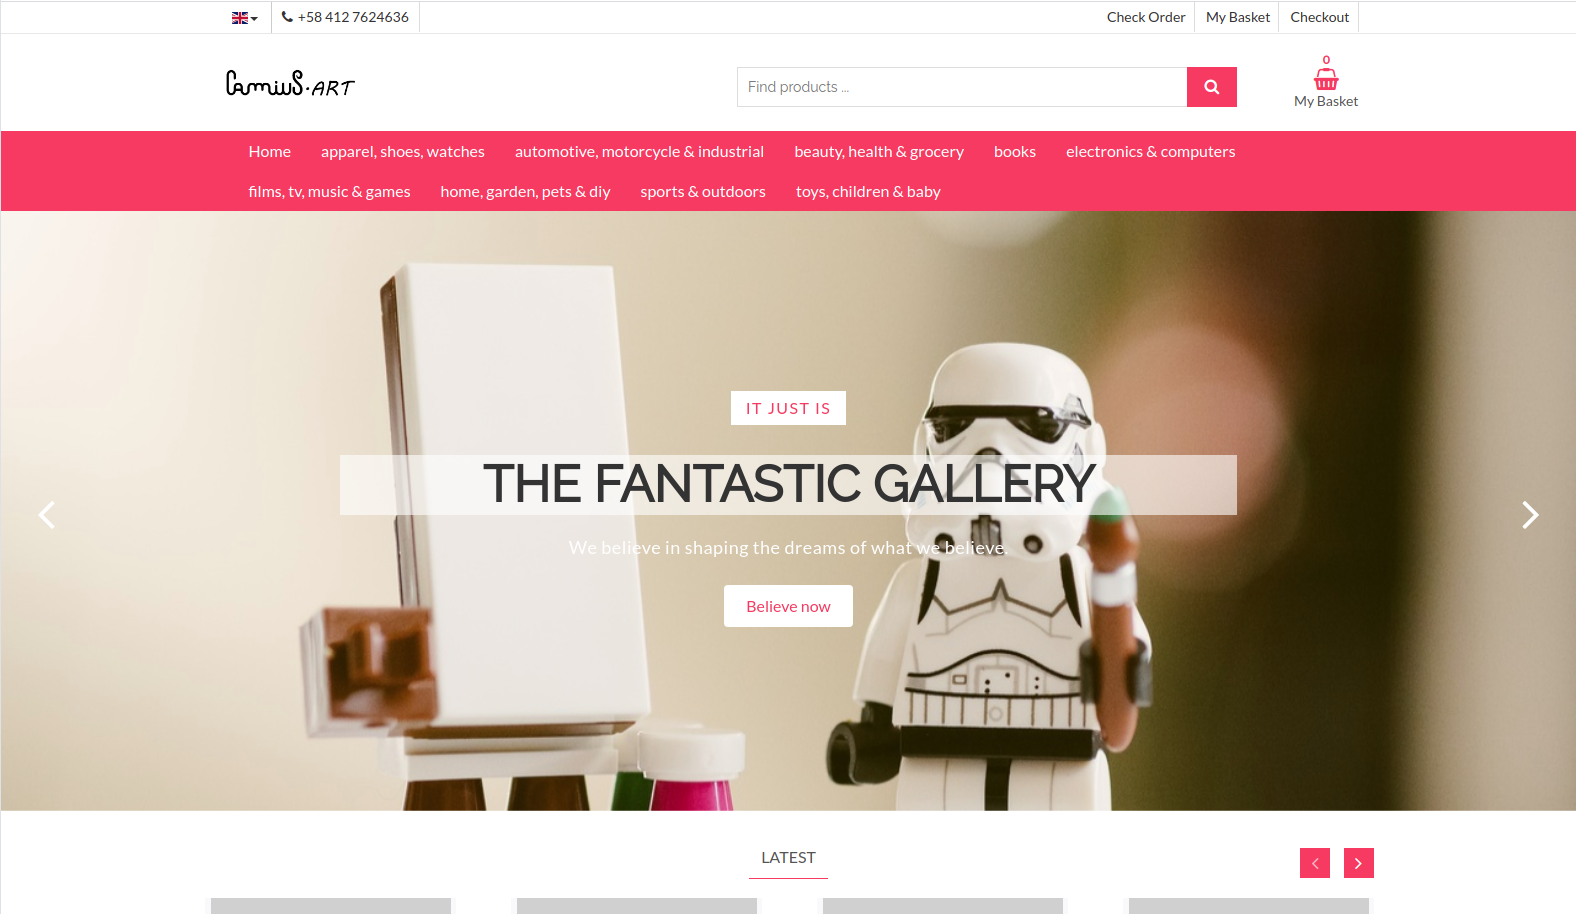 +58 412 7624636
Check Order My Basket Checkout
CamiuS.ART
Find products ...
0
My Basket
Home apparel, shoes, watches automotive, motorcycle & industrial beauty, health & grocery books electronics & computers
films, tv, music & games home, garden, pets & diy sports & outdoors toys, children & baby
IT JUST IS
THE FANTASTIC GALLERY
We believe in shaping the dreams of what we believe.
Believe now
LATEST